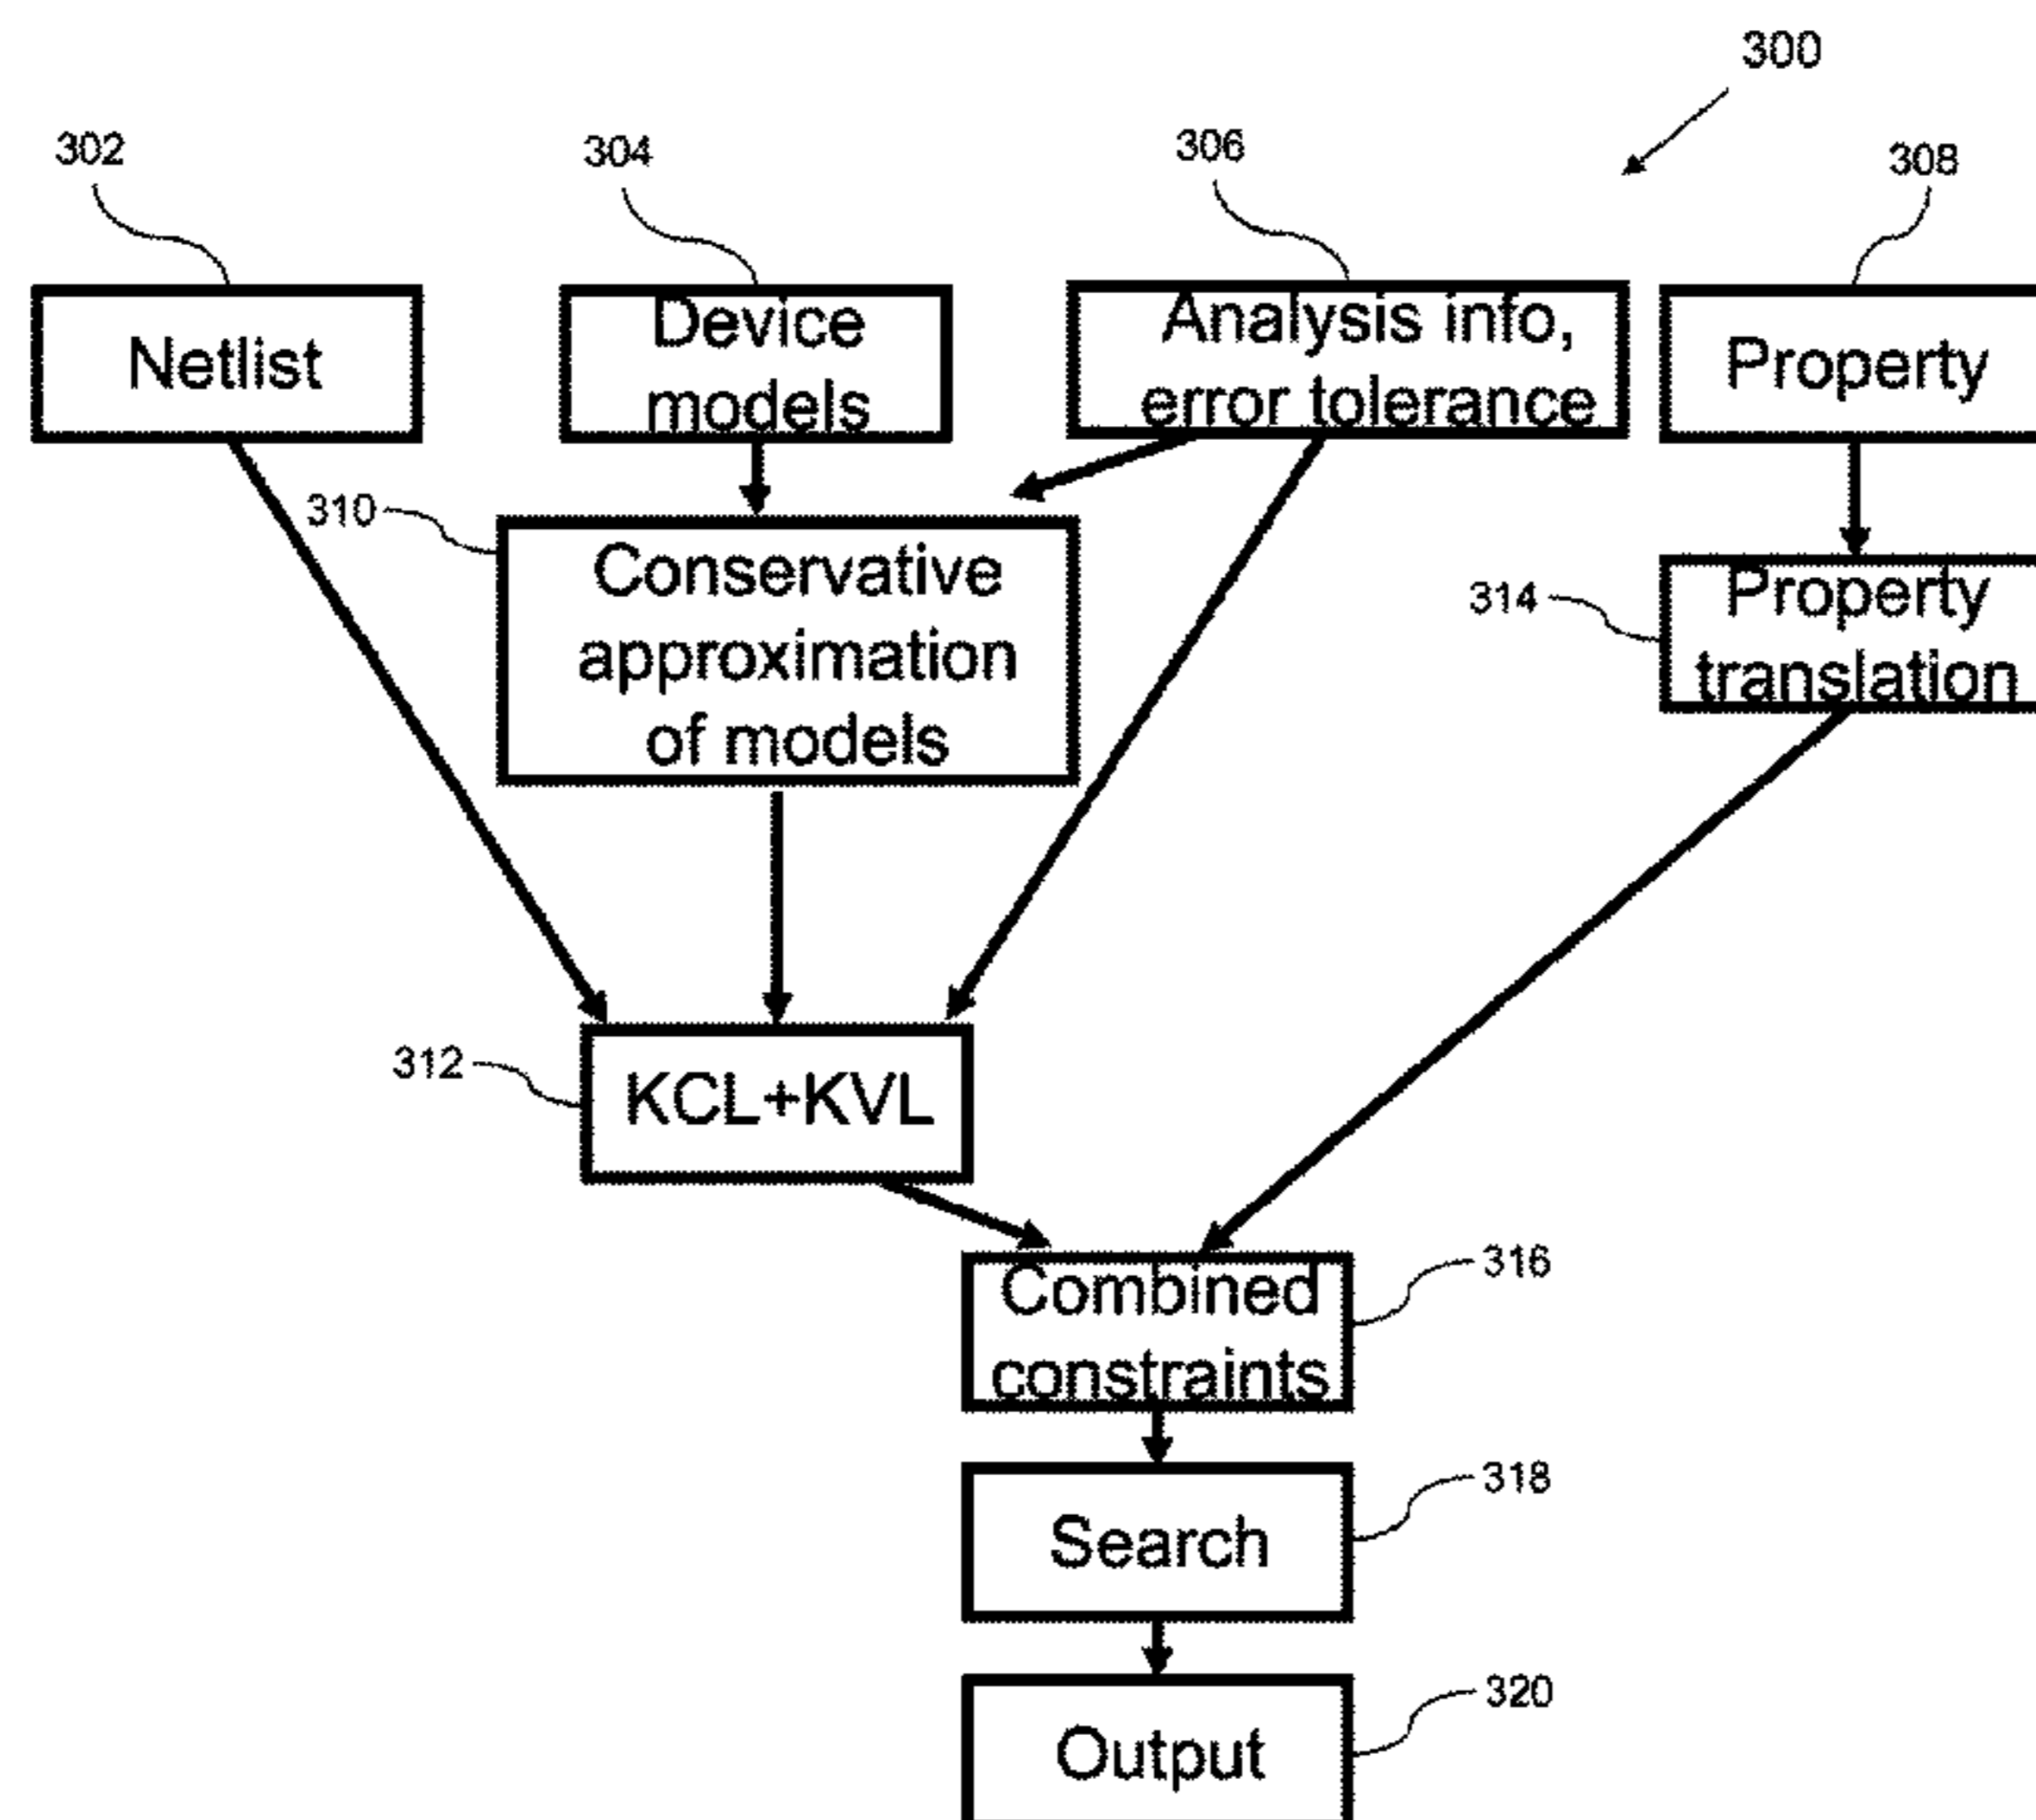 300
302
304
306
308
Netlist
Device
models
Analysis info,
error tolerance
Property
310
Conservative
approximation
of models
314
Property
translation
312
KCL+KVL
Combined
constraints
316
Search
318
Output
320